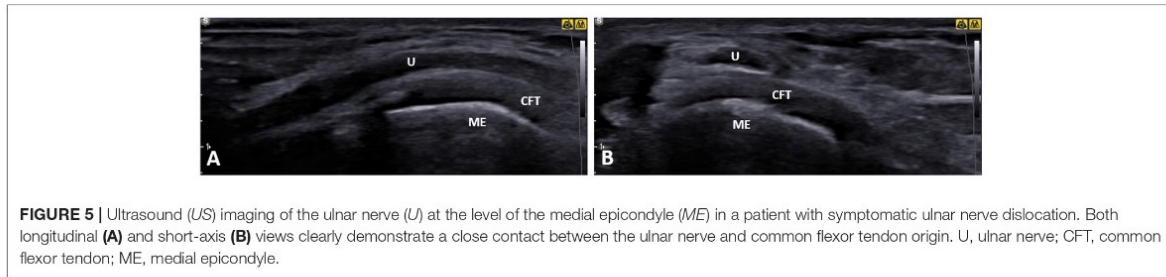 U
CFT
ME
A
U
CFT
ME
B
FIGURE 5 | Ultrasound (US) imaging of the ulnar nerve (U) at the level of the medial epicondyle (ME) in a patient with symptomatic ulnar nerve dislocation. Both
longitudinal (A) and short-axis (B) views clearly demonstrate a close contact between the ulnar nerve and common flexor tendon origin. U, ulnar nerve; CFT, common
flexor tendon; ME, medial epicondyle.